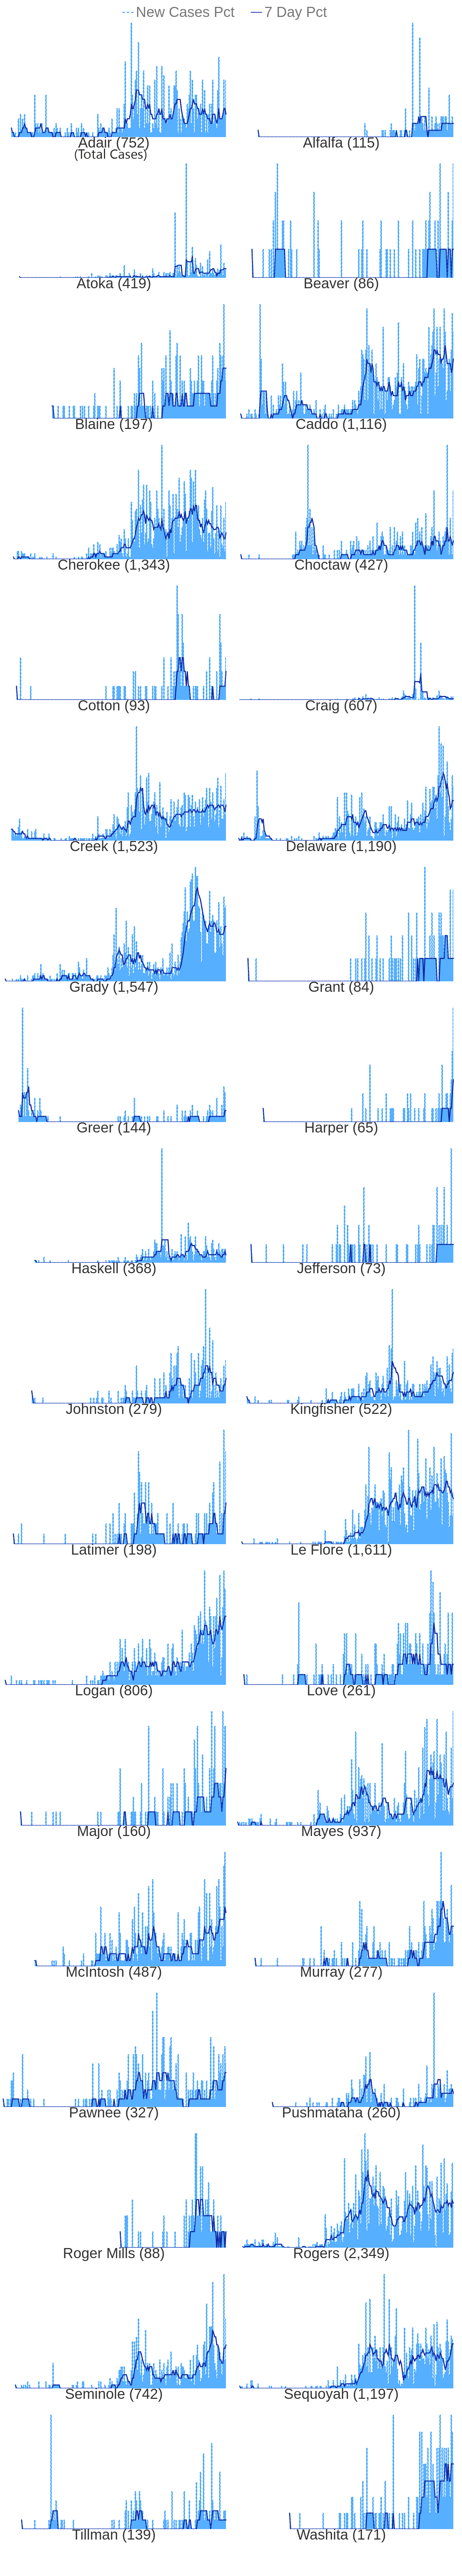 New Cases Pct 7 Day Pct
Adair (752) Alfalfa (115)
(Total Cases)
Atoka (419) Beaver (86)
Blaine (197) Caddo (1,116)
Cherokee (1,343) Choctaw (427)
Cotton (93) Craig (607)
Creek (1,523) Delaware (1,190)
Grady (1,547) Grant (84)
Greer (144) Harper (65)
Haskell (368) Jefferson (73)
Johnston (279) Kingfisher (522)
Latimer (198) Le Flore (1,611)
Logan (806) Love (261)
Major (160) Mayes (937)
McIntosh (487) Murray (277)
Pawnee (327) Pushmataha (260)
Roger Mills (88) Rogers (2,349)
Seminole (742) Sequoyah (1,197)
Tillman (139) Washita (171)